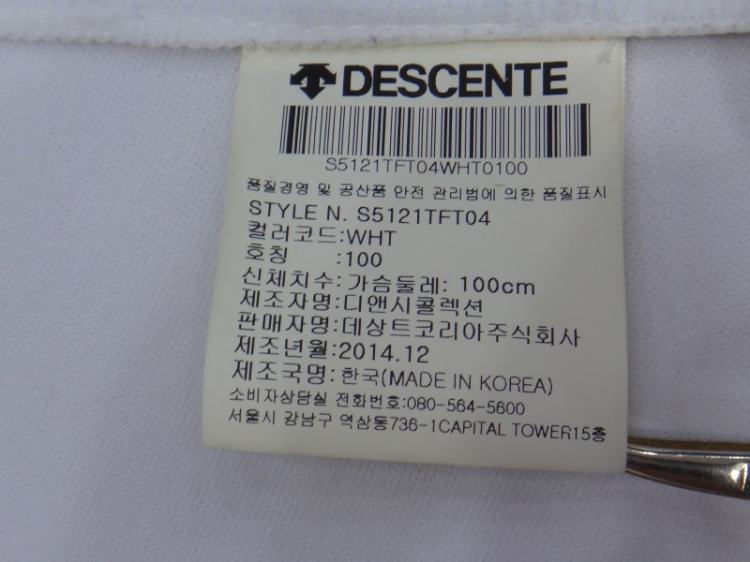 DESCENTE
S5121TFT04WHT0100
품질경영 및 공산품 안전 관리법에 의한 품질표시
STYLE N. S5121TFT04
컬러코드:WHT
호칭 :100
신체치수: 가슴둘레: 100cm
제조자명:디앤시콜렉션
판매자명:데상트코리아주식회사
제조년월:2014.12
제조국명: 한국(MADE IN KOREA)
소비자상담실 전화번호:080-564-5600
서울시 강남구 역삼동736-1CAPITAL TOWER15층